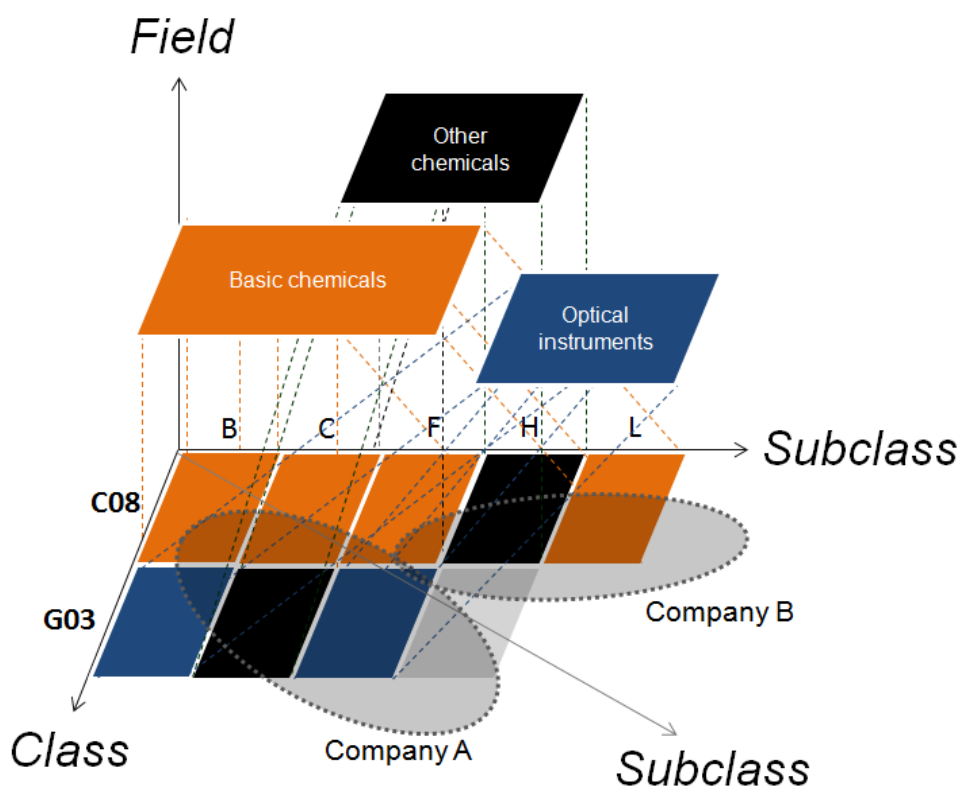 Field
Other
chemicals
Basic chemicals
Optical
instruments
B
C
F
H
L
Subclass
C08
G03
Company B
Class
Company A
Subclass